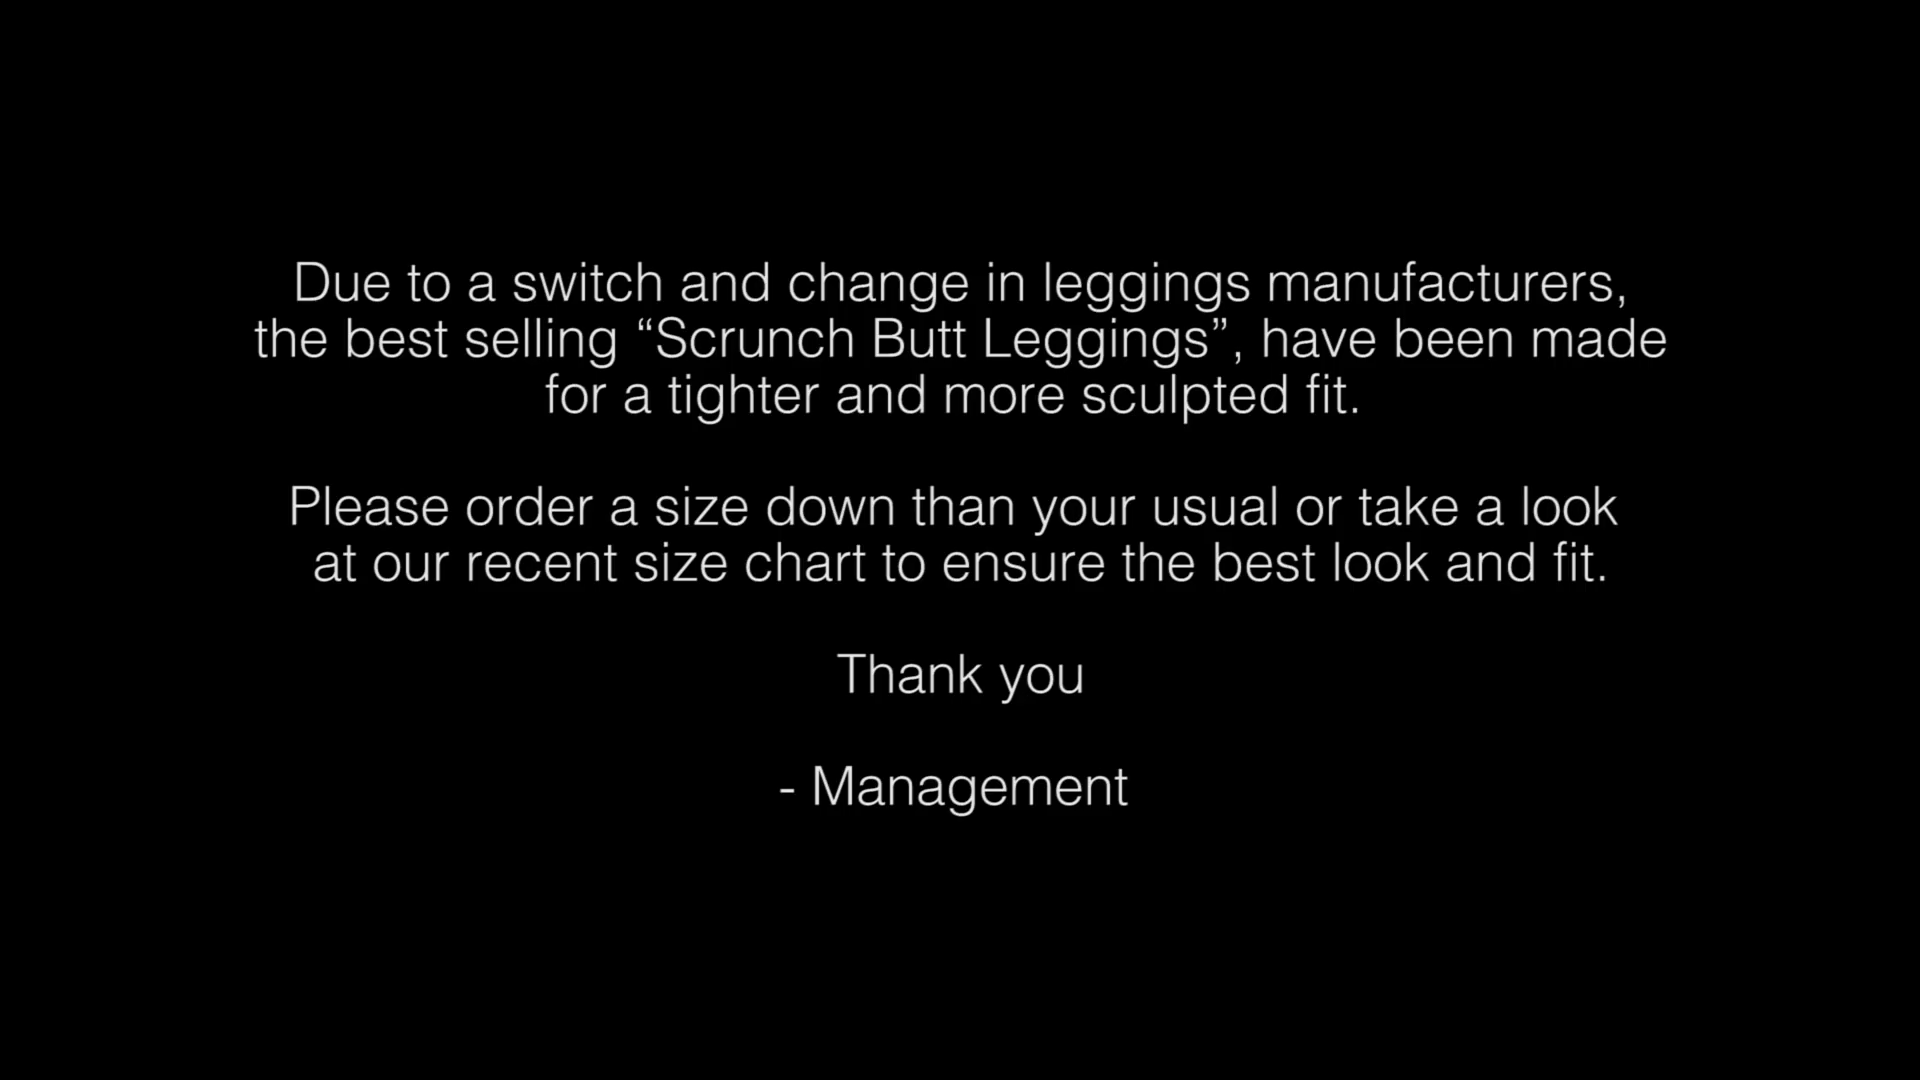 Due to a switch and change in leggings manufacturers,
the best selling “Scrunch Butt Leggings”, have been made
for a tighter and more sculpted fit.
Please order a size down than your usual or take a look
at our recent size chart to ensure the best look and fit.
Thank you
- Management